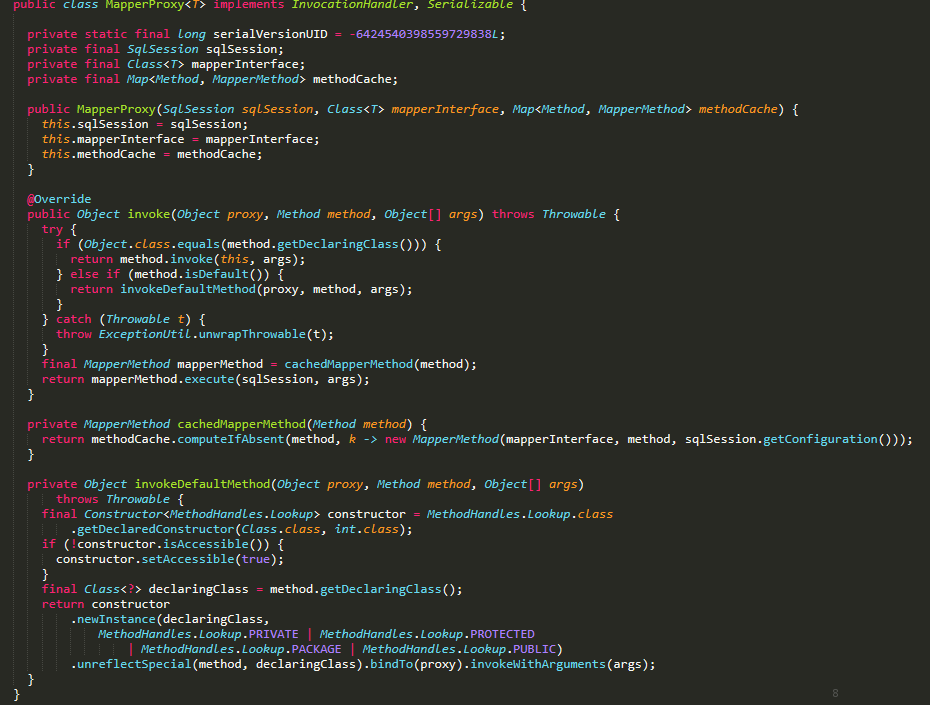 public class MapperProxy<T> implements InvocationHandler, Serializable {
private static final long serialVersionUID = -6424540398559729838L;
private final SqlSession sqlSession;
private final Class<T> mapperInterface;
private final Map<Method, MapperMethod> methodCache;
public MapperProxy(SqlSession sqlSession, Class<T> mapperInterface, Map<Method, MapperMethod> methodCache) {
this.sqlSession = sqlSession;
this.mapperInterface = mapperInterface;
this.methodCache = methodCache;
}
@Override
public Object invoke(Object proxy, Method method, Object[] args) throws Throwable {
try {
if (Object.class.equals(method.getDeclaringClass())) {
return method.invoke(this, args);
} else if (method.isDefault()) {
return invokeDefaultMethod(proxy, method, args);
}
} catch (Throwable t) {
throw ExceptionUtil.unwrapThrowable(t);
}
final MapperMethod mapperMethod = cachedMapperMethod(method);
return mapperMethod.execute(sqlSession, args);
}
private MapperMethod cachedMapperMethod(Method method) {
return methodCache.computeIfAbsent(method, k -> new MapperMethod(mapperInterface, method, sqlSession.getConfiguration()));
}
private Object invokeDefaultMethod(Object proxy, Method method, Object[] args)
throws Throwable {
final Constructor<MethodHandles.Lookup> constructor = MethodHandles.Lookup.class
.getDeclaredConstructor(Class.class, int.class);
if (!constructor.isAccessible()) {
constructor.setAccessible(true);
}
final Class<?> declaringClass = method.getDeclaringClass();
return constructor
.newInstance(declaringClass,
MethodHandles.Lookup.PRIVATE | MethodHandles.Lookup.PROTECTED
| MethodHandles.Lookup.PACKAGE | MethodHandles.Lookup.PUBLIC)
.unreflectSpecial(method, declaringClass).bindTo(proxy).invokeWithArguments(args);
}
}
8